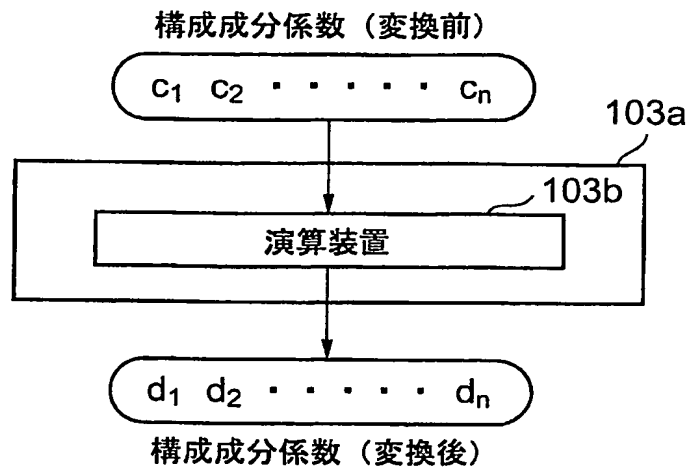 構成成分係数（変換前）
c1 c2 ・・・・・ cn
103a
103b
演算装置
d1 d2 ・・・・・ dn
構成成分係数（変換後）